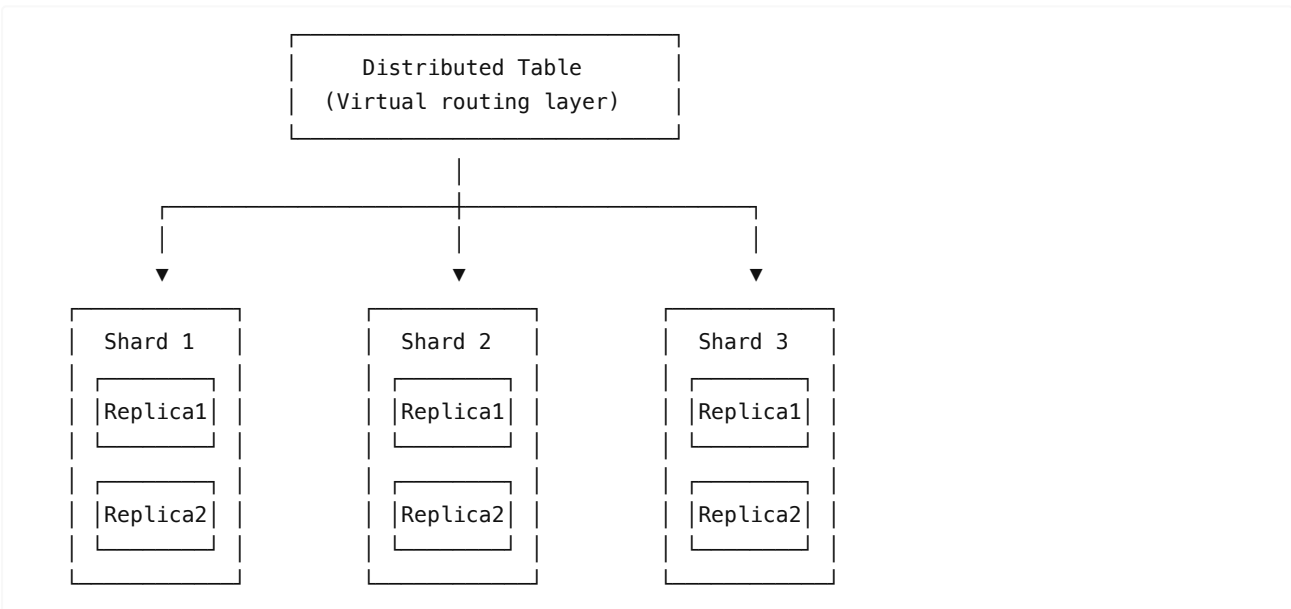 Distributed Table
(Virtual routing layer)
Shard 1 Shard 2 Shard 3
Replica1 Replica1 Replica1
Replica2 Replica2 Replica2